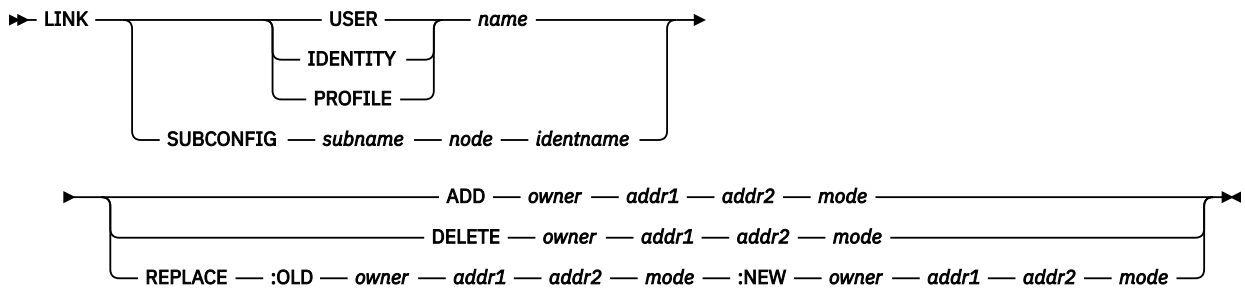 LINK USER name
IDENTITY
PROFILE
SUBCONFIG subname node identname
ADD owner addr1 addr2 mode
DELETE owner addr1 addr2 mode
REPLACE :OLD owner addr1 addr2 mode :NEW owner addr1 addr2 mode